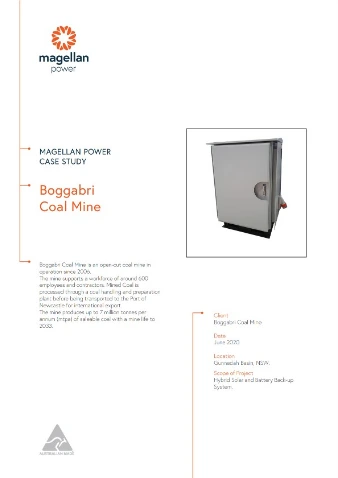 magellan
power
MAGELLAN POWER
CASE STUDY
Boggabri
Coal Mine
Boggabri Coal Mine is an open-cut coal mine in
operation since 2006.
The mine supports a workforce of around 600
employees and contractors. Mined Coal is
processed through a coal handling and preparation
plant before being transported to the Port of
Newcastle for international export.
The mine produces up to 7 million tonnes per
annum (mtpa) of saleable coal with a mine life to
2033.
Client
Boggabri Coal Mine
Date
June 2020
Location
Gunnedah Basin, NSW.
Scope of Project
Hybrid Solar and Battery Back-up
System.
AUSTRALIAN MADE